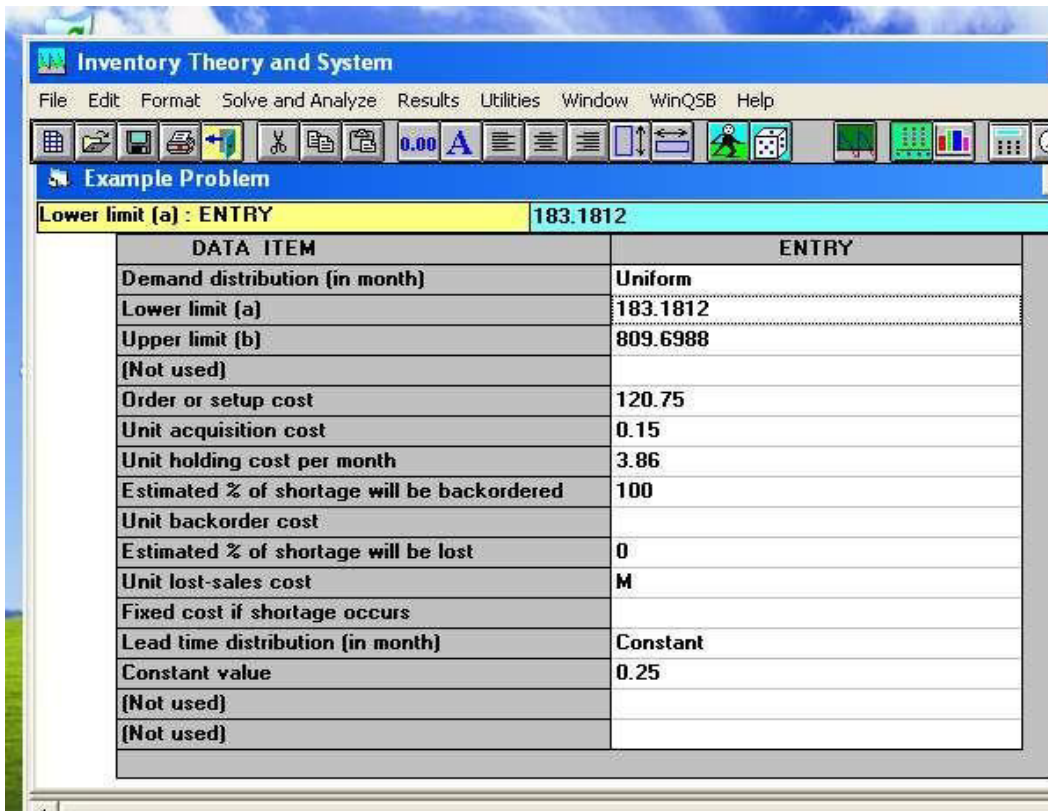 Inventory Theory and System
File Edit Format Solve and Analyze Results Utilities Window WinQSB Help
0.00 A
Example Problem
Lower limit (a) : ENTRY 183.1812
DATA ITEM ENTRY
Demand distribution (in month) Uniform
Lower limit (a) 183.1812
Upper limit (b) 809.6988
(Not used)
Order or setup cost 120.75
Unit acquisition cost 0.15
Unit holding cost per month 3.86
Estimated % of shortage will be backordered 100
Unit backorder cost
Estimated % of shortage will be lost 0
Unit lost-sales cost M
Fixed cost if shortage occurs
Lead time distribution (in month) Constant
Constant value 0.25
(Not used)
(Not used)